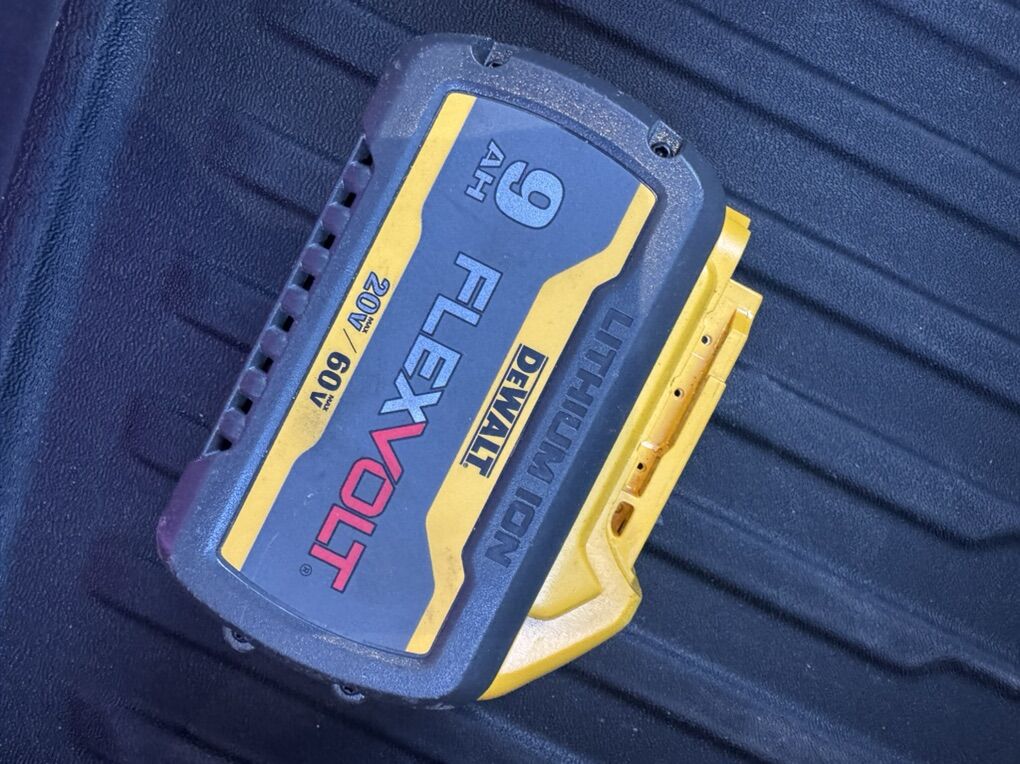 9
AH
FLEXVOLT®
20V MAX / 60V MAX
DEWALT®
LITHIUM ION